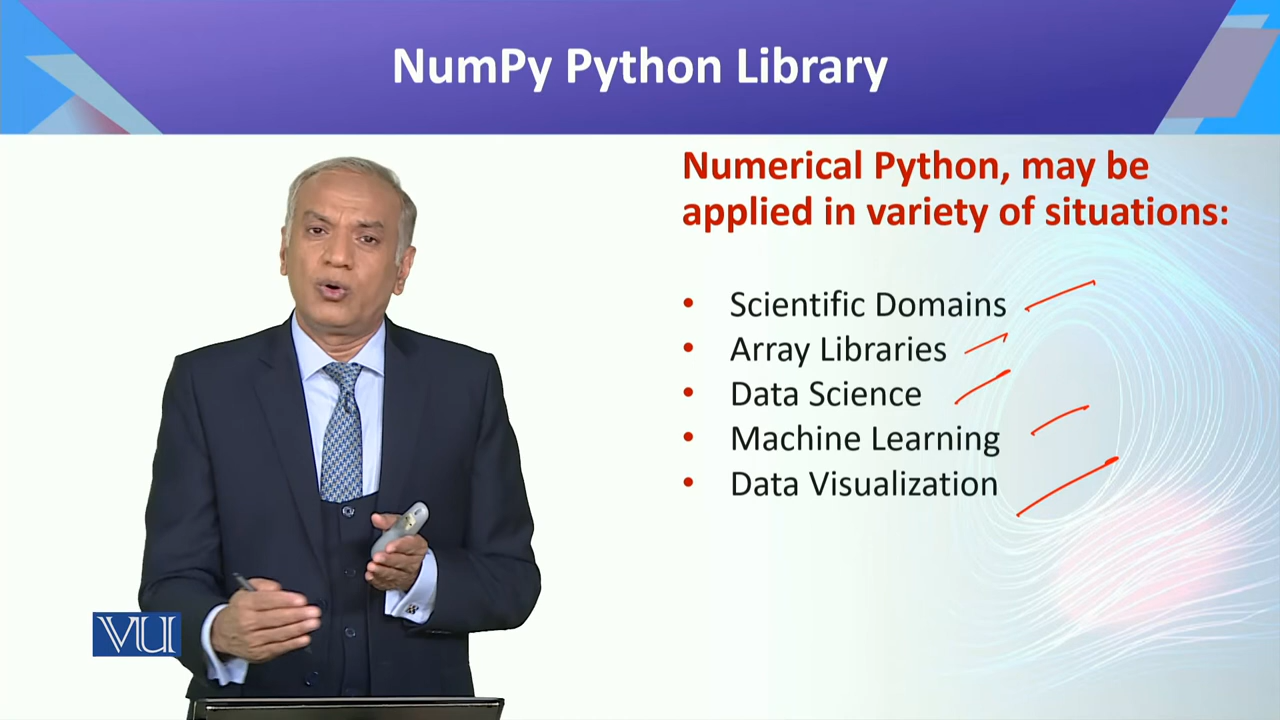 NumPy Python Library
Numerical Python, may be
applied in variety of situations:
• Scientific Domains
• Array Libraries
• Data Science
• Machine Learning
• Data Visualization
VU